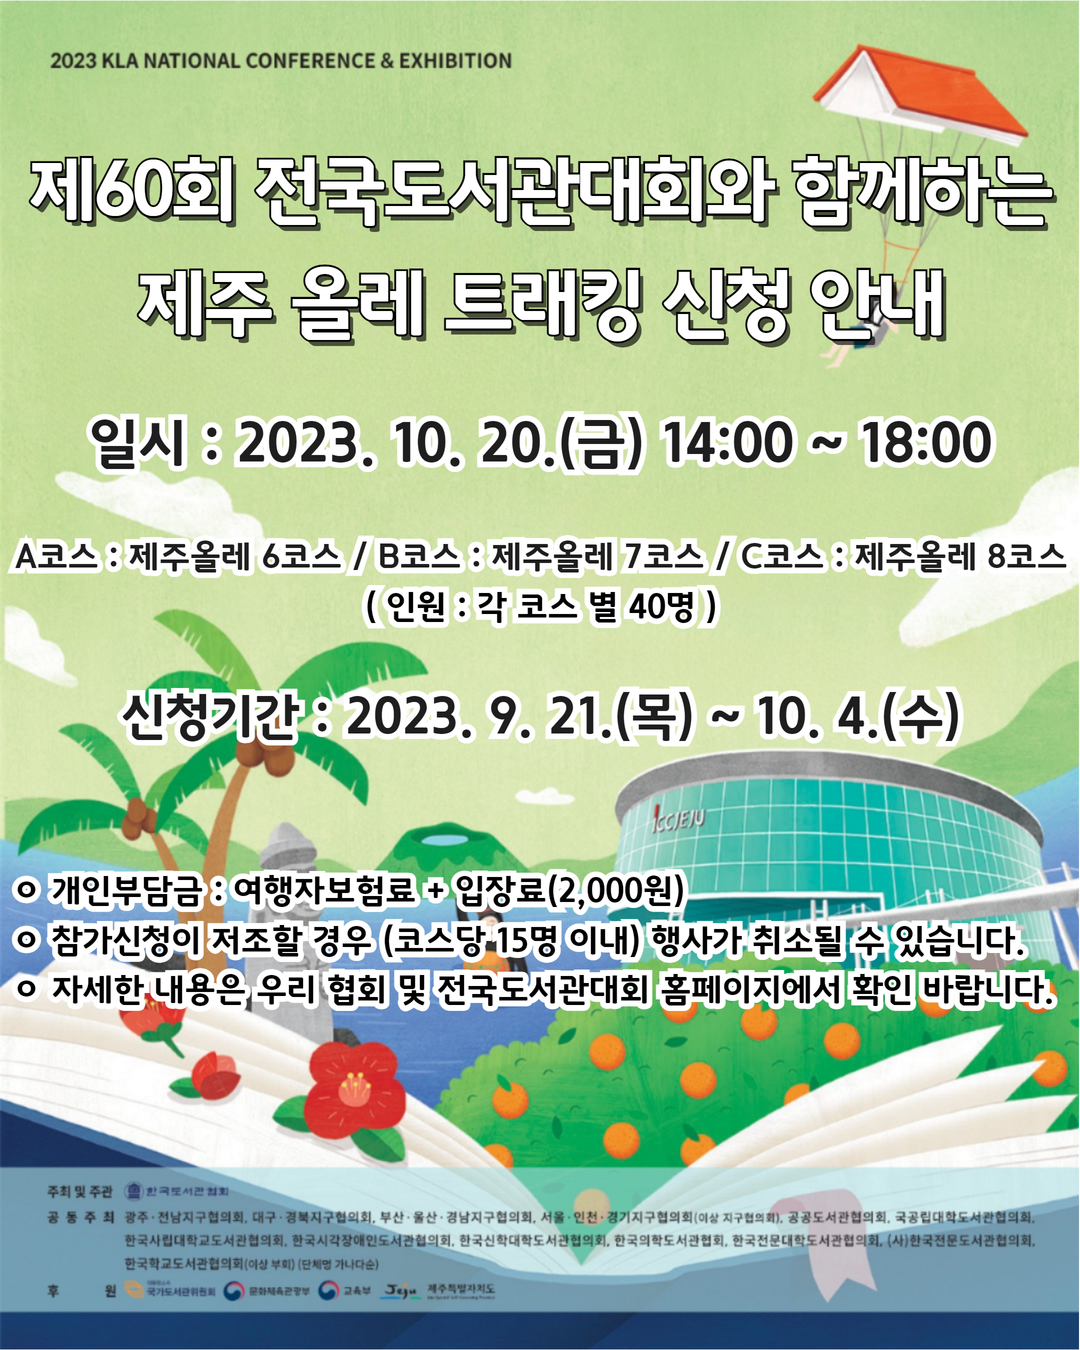 2023 KLA NATIONAL CONFERENCE & EXHIBITION
제60회 전국도서관대회와 함께하는
제주 올레 트래킹 신청 안내
일시 : 2023. 10. 20.(금) 14:00 ~ 18:00
A코스 : 제주올레 6코스 / B코스 : 제주올레 7코스 / C코스 : 제주올레 8코스
( 인원 : 각 코스 별 40명 )
신청기간 : 2023. 9. 21.(목) ~ 10. 4.(수)
ICCJEJU
ㅇ 개인부담금 : 여행자보험료 + 입장료(2,000원)
ㅇ 참가신청이 저조할 경우 (코스당 15명 이내) 행사가 취소될 수 있습니다.
ㅇ 자세한 내용은 우리 협회 및 전국도서관대회 홈페이지에서 확인 바랍니다.
주최 및 주관 한국도서관협회
공동주최 광주·전남지구협의회, 대구·경북지구협의회, 부산·울산·경남지구협의회, 서울·인천·경기지구협의회(이상 지구협의회), 공공도서관협의회, 국공립대학도서관협의회,
한국사립대학교도서관협의회, 한국시각장애인도서관협의회, 한국신학대학도서관협의회, 한국의학도서관협회, 한국전문대학도서관협의회, (사)한국전문도서관협의회,
한국학교도서관협의회(이상 부회) (단체명 가나다순)
후원 국가도서관위원회 문화체육관광부 교육부 Jeju 제주특별자치도